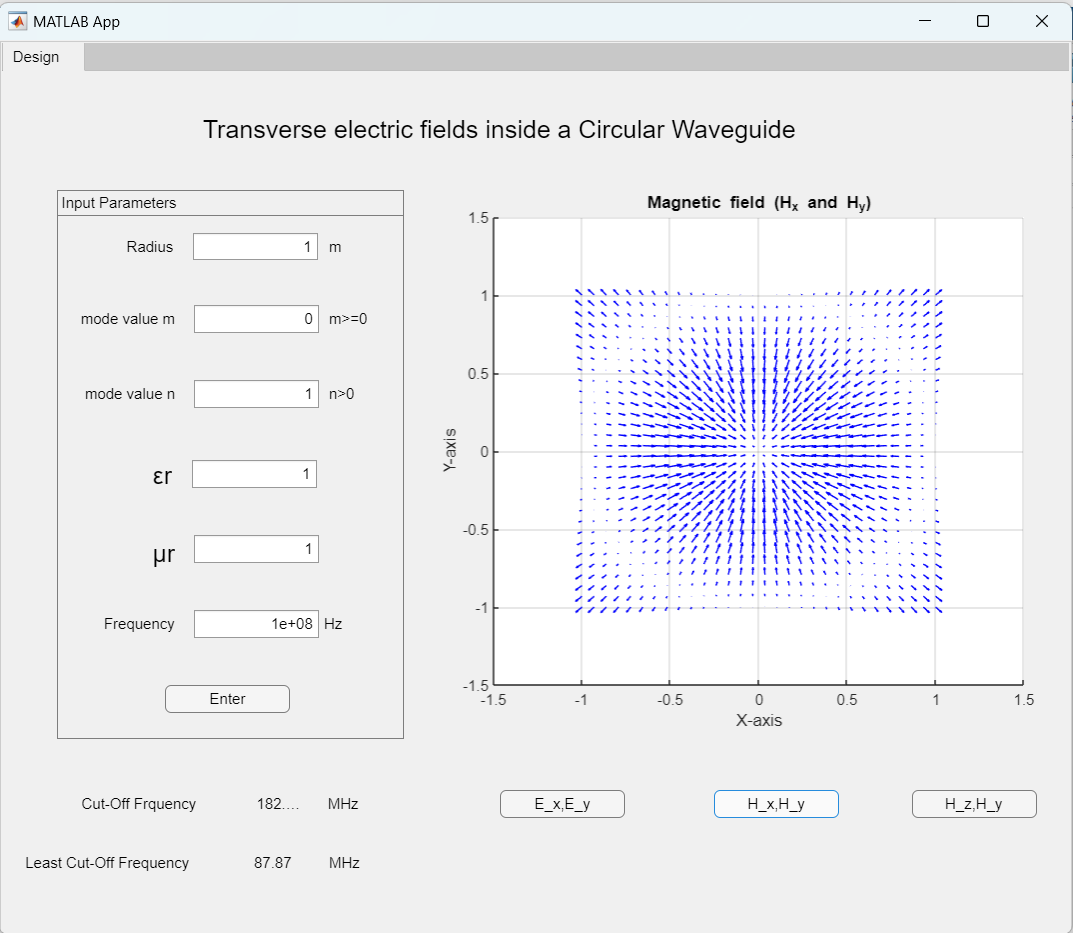 MATLAB App
Design
Transverse electric fields inside a Circular Waveguide
Input Parameters
Radius 1 m
mode value m 0 m>=0
mode value n 1 n>0
εr 1
μr 1
Frequency 1e+08 Hz
Enter
Magnetic field (Hx and Hy)
1.5
1
0.5
0
-0.5
-1
-1.5
Y-axis
-1.5 -1 -0.5 0 0.5 1 1.5
X-axis
Cut-Off Frquency 182.... MHz
E_x,E_y
H_x,H_y
H_z,H_y
Least Cut-Off Frequency 87.87 MHz